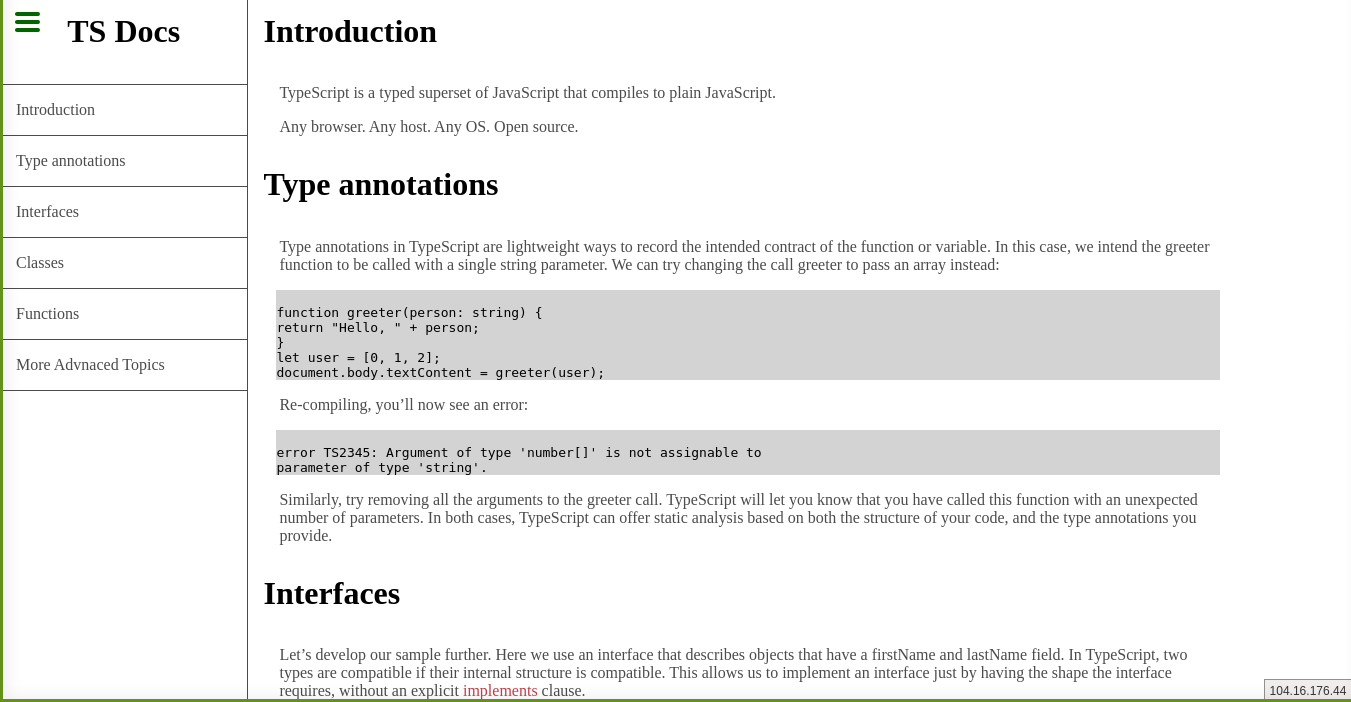 TS Docs
Introduction
Type annotations
Interfaces
Classes
Functions
More Advnaced Topics
Introduction
TypeScript is a typed superset of JavaScript that compiles to plain JavaScript.
Any browser. Any host. Any OS. Open source.
Type annotations
Type annotations in TypeScript are lightweight ways to record the intended contract of the function or variable. In this case, we intend the greeter
function to be called with a single string parameter. We can try changing the call greeter to pass an array instead:
function greeter(person: string) {
return "Hello, " + person;
}
let user = [0, 1, 2];
document.body.textContent = greeter(user);
Re-compiling, you’ll now see an error:
error TS2345: Argument of type 'number[]' is not assignable to
parameter of type 'string'.
Similarly, try removing all the arguments to the greeter call. TypeScript will let you know that you have called this function with an unexpected
number of parameters. In both cases, TypeScript can offer static analysis based on both the structure of your code, and the type annotations you
provide.
Interfaces
Let’s develop our sample further. Here we use an interface that describes objects that have a firstName and lastName field. In TypeScript, two
types are compatible if their internal structure is compatible. This allows us to implement an interface just by having the shape the interface
requires, without an explicit implements clause.
104.16.176.44